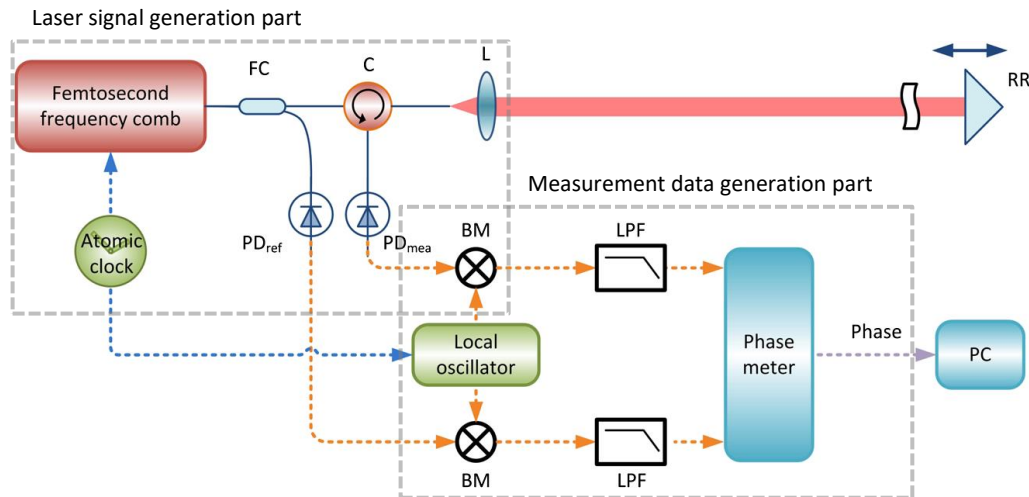 Laser signal generation part
FC
C
L
RR
Femtosecond
frequency comb
Measurement data generation part
Atomic
clock
PDref
PDmea
BM
LPF
Local
oscillator
Phase
meter
Phase
PC
BM
LPF